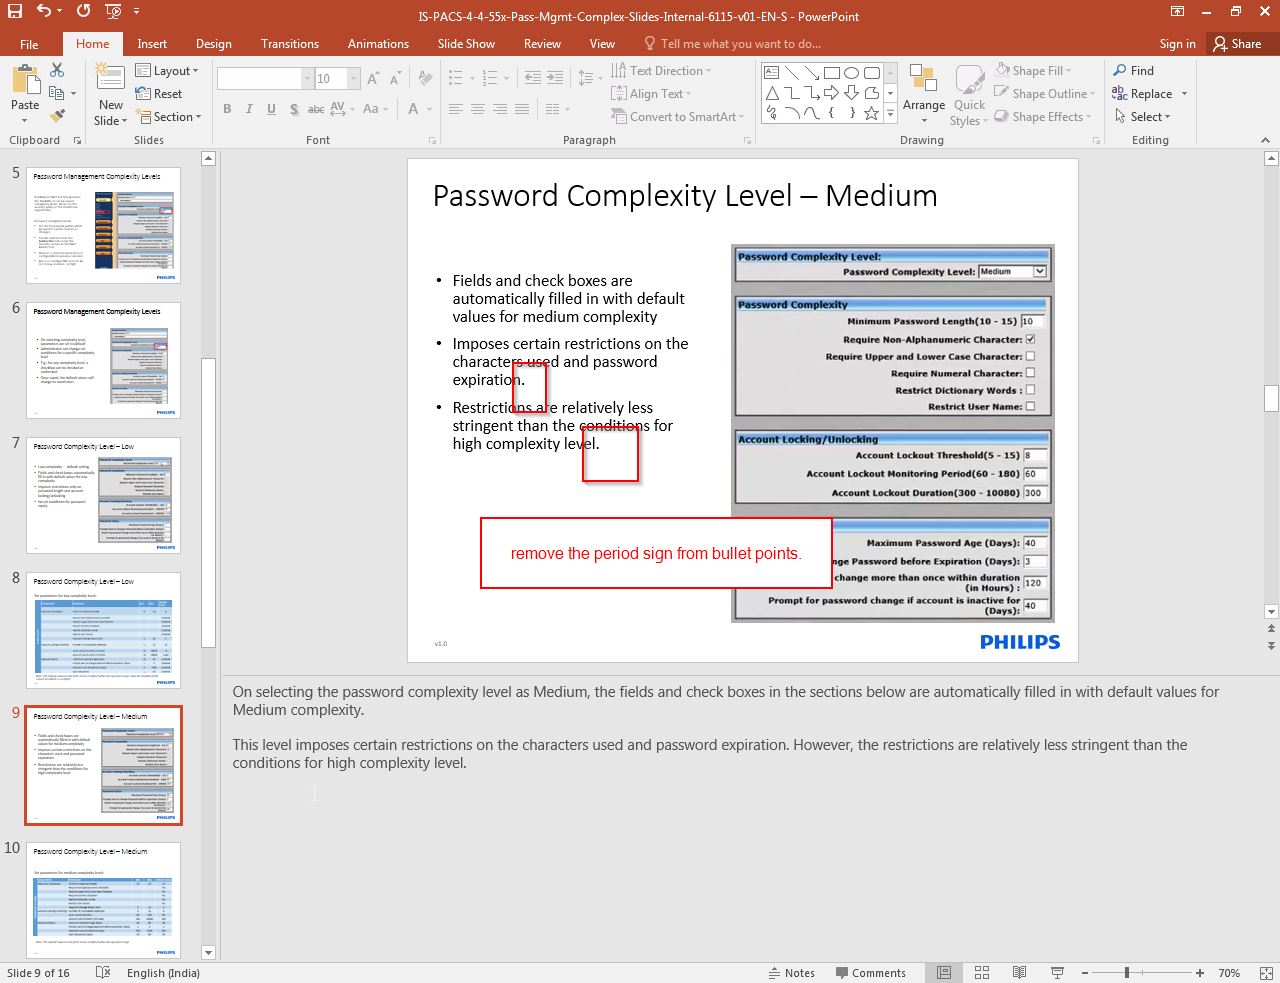 IS-PACS-4-4-55x-Pass-Mgmt-Complex-Slides-Internal-6115-v01-EN-S - PowerPoint
File Home Insert Design Transitions Animations Slide Show Review View Tell me what you want to do... Sign in Share
Paste
New Slide
Layout
Reset
Section
10
B I U S abc AV Aa A
Text Direction
Align Text
Convert to SmartArt
Arrange
Quick Styles
Shape Fill
Shape Outline
Shape Effects
Find
Replace
Select
Clipboard Slides Font Paragraph Drawing Editing
5
Password Management Complexity Levels
PHILIPS
6
Password Management Complexity Levels
PHILIPS
7
Password Complexity Level – Low
PHILIPS
8
Password Complexity Level – Low
PHILIPS
9
Password Complexity Level – Medium
PHILIPS
10
Password Complexity Level – Medium
PHILIPS
Password Complexity Level – Medium
• Fields and check boxes are
automatically filled in with default
values for medium complexity
• Imposes certain restrictions on the
characters used and password
expiration.
• Restrictions are relatively less
stringent than the conditions for
high complexity level.
remove the period sign from bullet points.
Password Complexity Level:
Password Complexity Level: Medium
Password Complexity
Minimum Password Length(10 - 15) 10
Require Non-Alphanumeric Character:
Require Upper and Lower Case Character:
Require Numeral Character:
Restrict Dictionary Words :
Restrict User Name:
Account Locking/Unlocking
Account Lockout Threshold(5 - 15) 8
Account Lockout Monitoring Period(60 - 180) 60
Account Lockout Duration(300 - 10080) 300
Maximum Password Age (Days): 40
Password before Expiration (Days): 3
change more than once within duration
(in Hours) : 120
Prompt for password change if account is inactive for
(Days): 40
v1.0
PHILIPS
On selecting the password complexity level as Medium, the fields and check boxes in the sections below are automatically filled in with default values for
Medium complexity.
This level imposes certain restrictions on the characters used and password expiration. However, the restrictions are relatively less stringent than the
conditions for high complexity level.
Slide 9 of 16 English (India) Notes Comments 70%